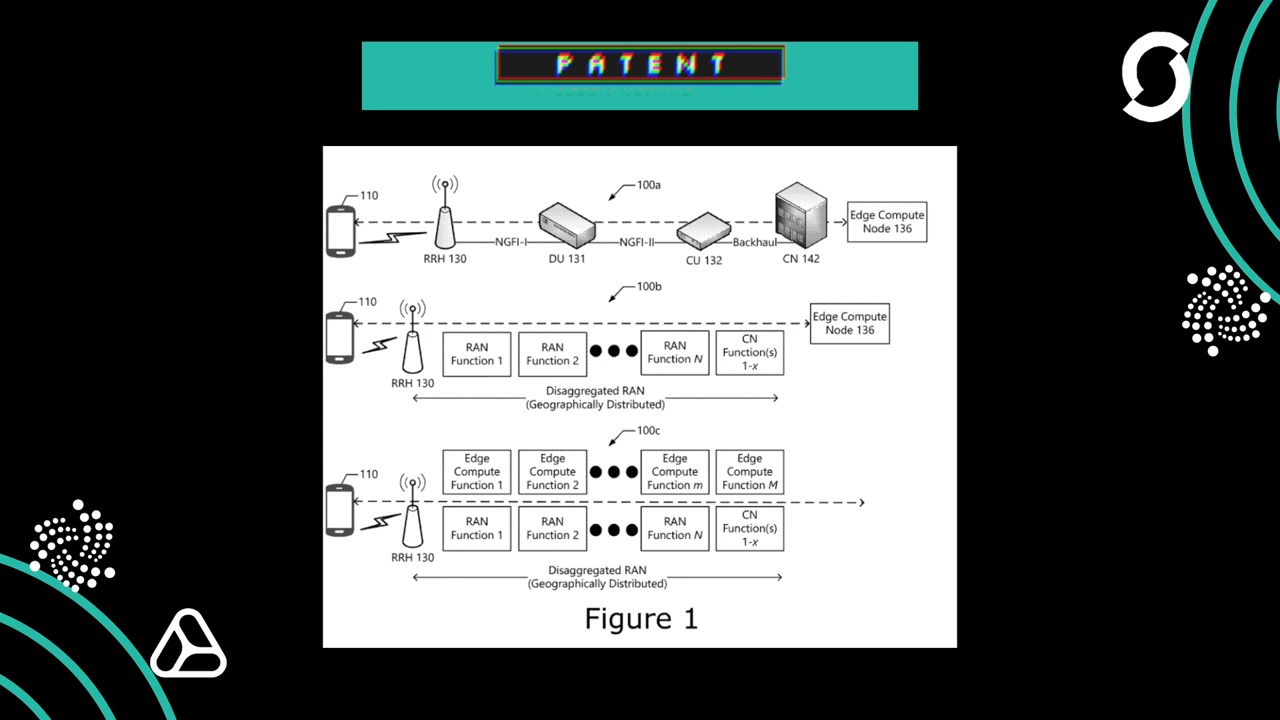 PATENT
100a
110
Edge Compute
Node 136
NGFI-I
NGFI-II
Backhaul
RRH 130
DU 131
CU 132
CN 142
100b
110
Edge Compute
Node 136
RAN
Function 1
RAN
Function 2
RAN
Function N
CN
Function(s)
1-x
RRH 130
Disaggregated RAN
(Geographically Distributed)
100c
110
Edge
Compute
Function 1
Edge
Compute
Function 2
Edge
Compute
Function m
Edge
Compute
Function M
RAN
Function 1
RAN
Function 2
RAN
Function N
CN
Function(s)
1-x
RRH 130
Disaggregated RAN
(Geographically Distributed)
Figure 1